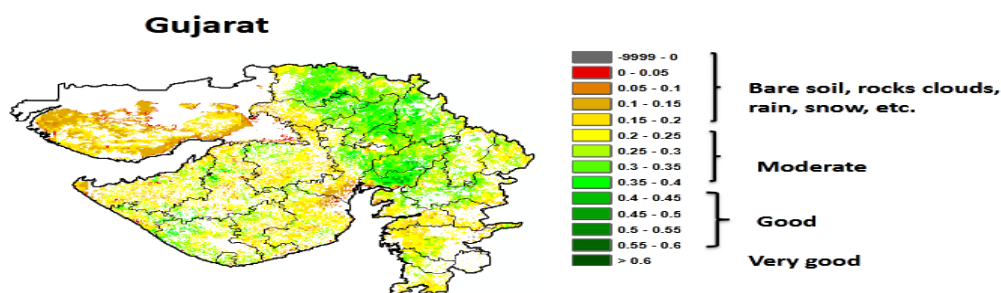 Gujarat
-9999 - 0
0 - 0.05
0.05 - 0.1
0.1 - 0.15
0.15 - 0.2
0.2 - 0.25
0.25 - 0.3
0.3 - 0.35
0.35 - 0.4
0.4 - 0.45
0.45 - 0.5
0.5 - 0.55
0.55 - 0.6
> 0.6
Bare soil, rocks clouds,
rain, snow, etc.
Moderate
Good
Very good